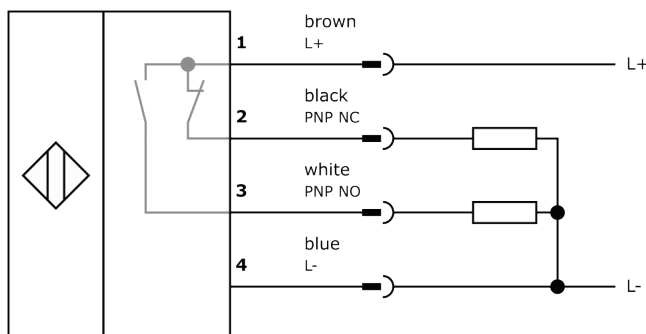 brown
1 L+ L+
black
2 PNP NC
white
3 PNP NO
blue
4 L- L-